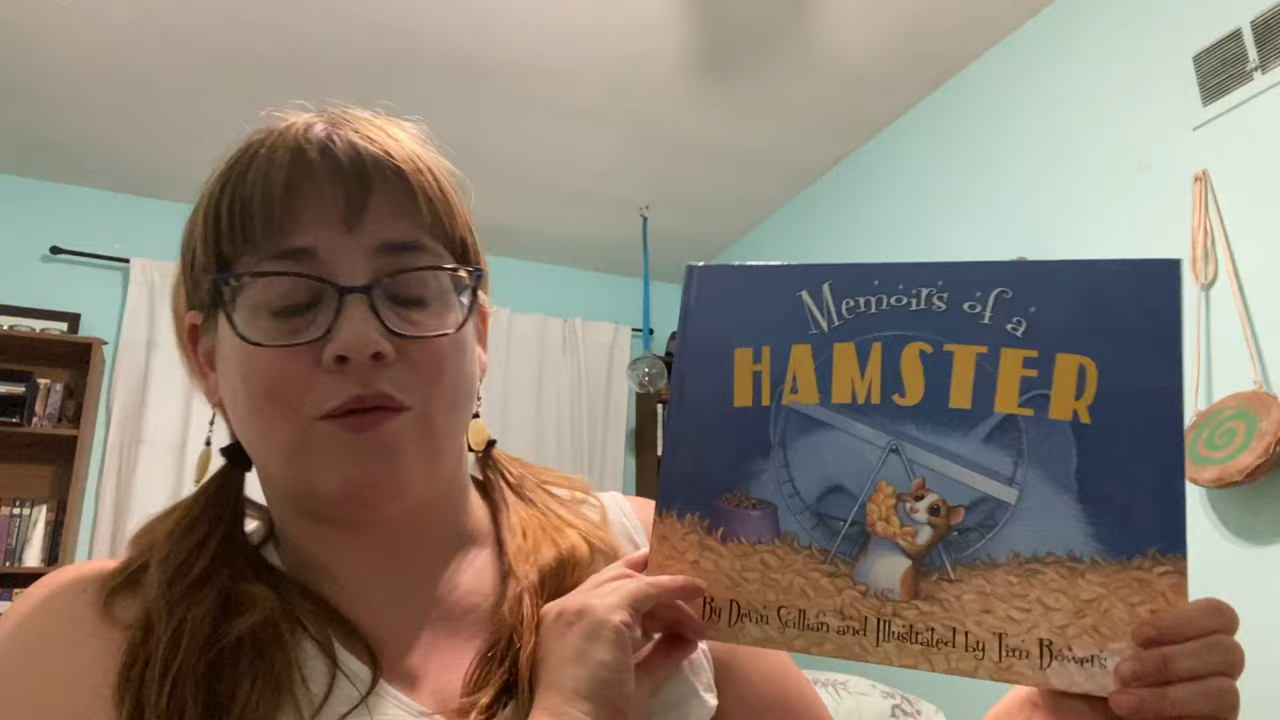 Memoirs of a
HAMSTER
By Devin Scillian and Illustrated by Tim Bowers